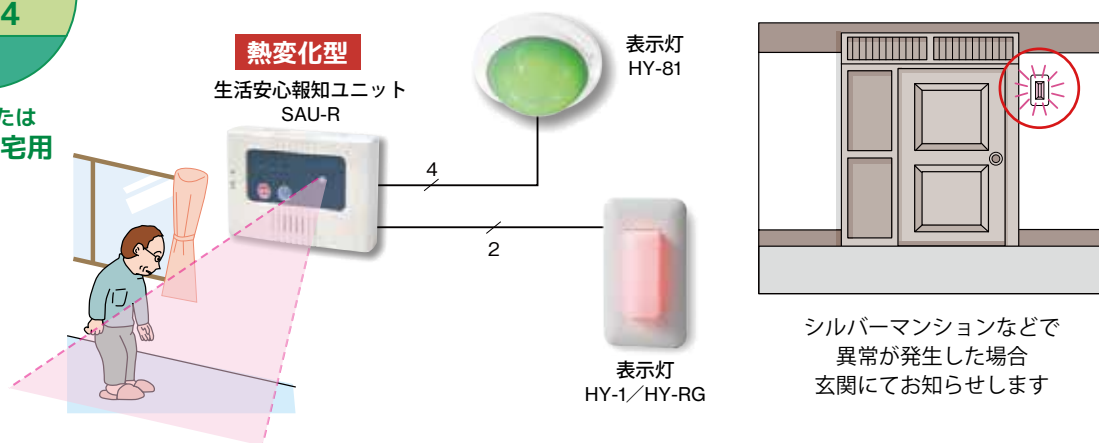 4
たは
宅用
熱変化型
生活安心報知ユニット
SAU-R
表示灯
HY-81
4
2
表示灯
HY-1／HY-RG
シルバーマンションなどで
異常が発生した場合
玄関にてお知らせします